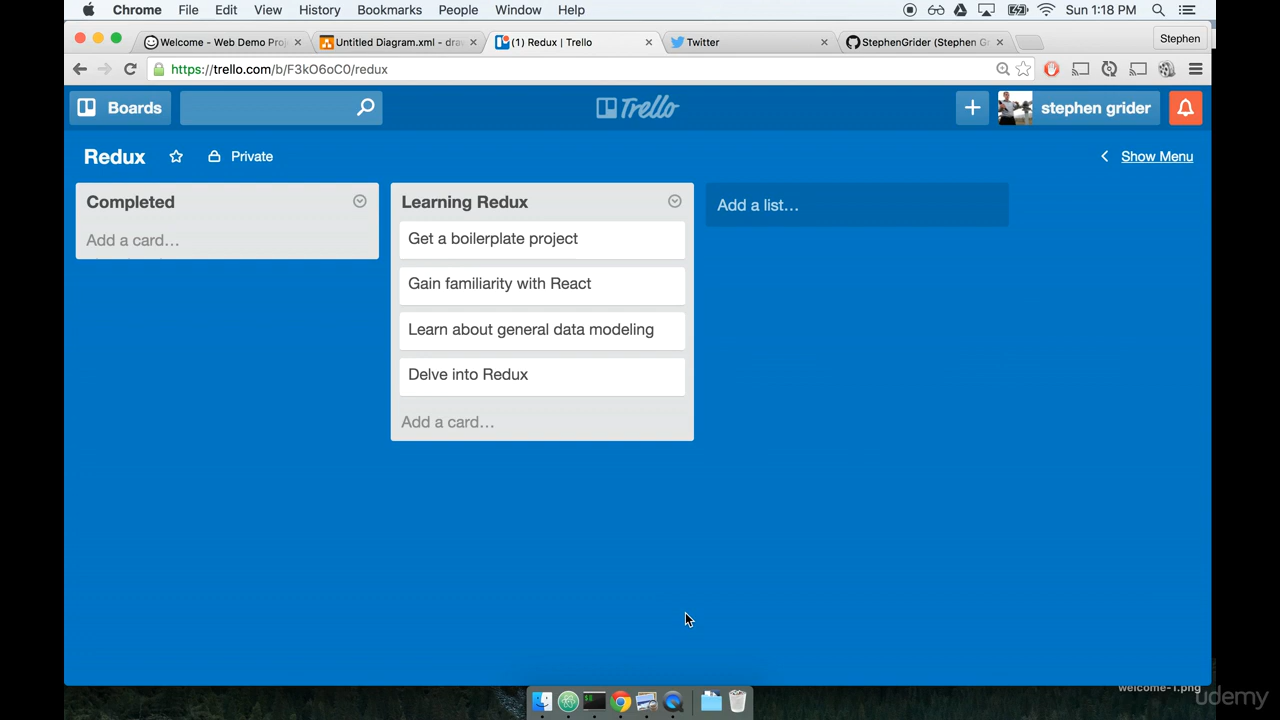 Chrome File Edit View History Bookmarks People Window Help Sun 1:18 PM
Welcome - Web Demo Proj (1) Redux | Trello Twitter StephenGrider (Stephen G Stephen
Untitled Diagram.xml - dra
https://trello.com/b/F3kO6oC0/redux
Boards Trello stephen grider
Redux Private Show Menu
Completed
Add a card…
Learning Redux
Get a boilerplate project
Gain familiarity with React
Learn about general data modeling
Delve into Redux
Add a card…
Add a list…
welcome-1.png
udemy